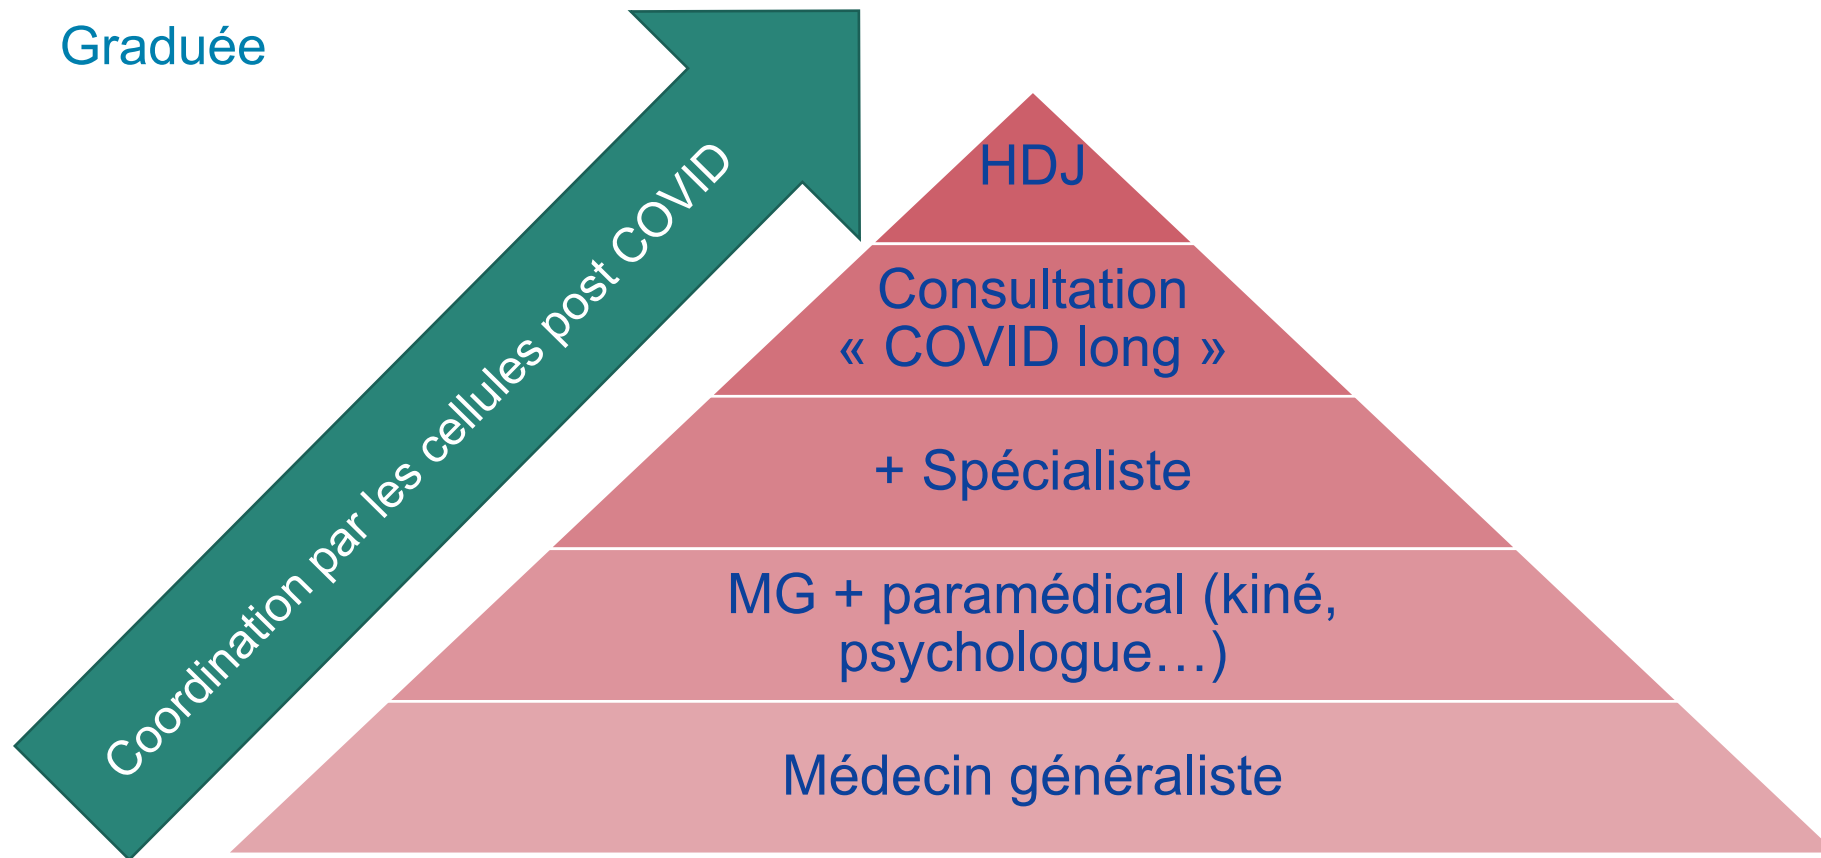 Graduée
Coordination par les cellules post COVID
HDJ
Consultation
« COVID long »
+ Spécialiste
MG + paramédical (kiné,
psychologue…)
Médecin généraliste